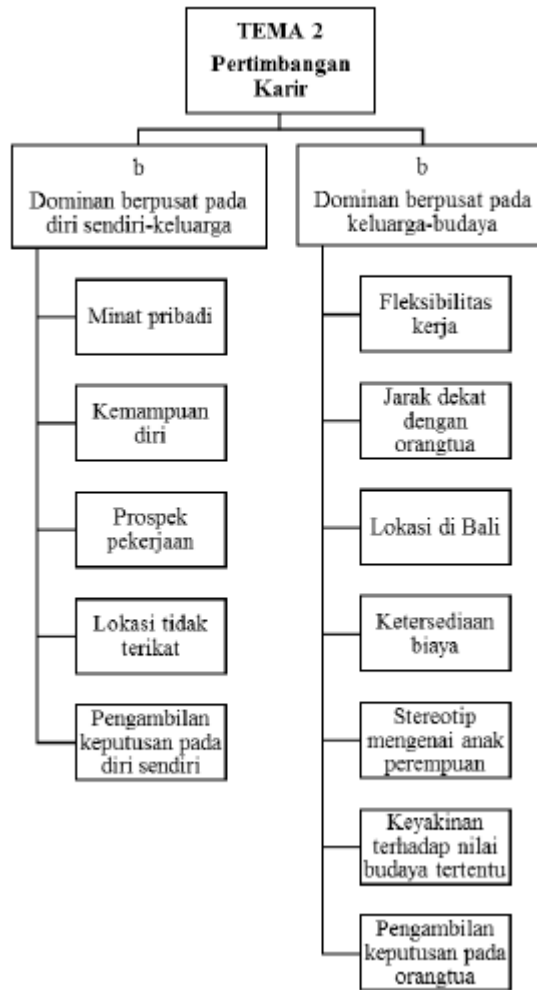 TEMA 2
Pertimbangan
Karir
b
Dominan berpusat pada
diri sendiri-keluarga
Minat pribadi
Kemampuan
diri
Prospek
pekerjaan
Lokasi tidak
terikat
Pengambilan
keputusan pada
diri sendiri
b
Dominan berpusat pada
keluarga-budaya
Fleksibilitas
kerja
Jarak dekat
dengan
orangtua
Lokasi di Bali
Ketersediaan
biaya
Stereotip
mengenai anak
perempuan
Keyakinan
terhadap nilai
budaya tertentu
Pengambilan
keputusan pada
orangtua